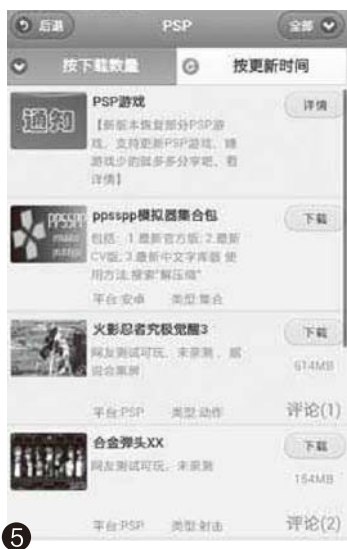 后退
PSP
全部
按下载数量
按更新时间
通知
PSP游戏
详情
【新版本恢复部分PSP游
戏，支持更新PSP游戏，嫌
游戏少的就多多分享吧，看
详情】
PPSSPP
ppsspp模拟器集合包
下载
包括：1.最新官方版;2.最新
CV版;3.最新中文字库版 使
用方法,搜索“解压缩”
平台:安卓 类型:集合
火影忍者究极觉醒3
下载
网友测试可玩，未亲测，
说合集屏
614MB
平台:PSP 类型:动作
评论(1)
合金弹头XX
下载
网友测试可玩，未亲测
154MB
平台:PSP 类型:射击
评论(2)
5